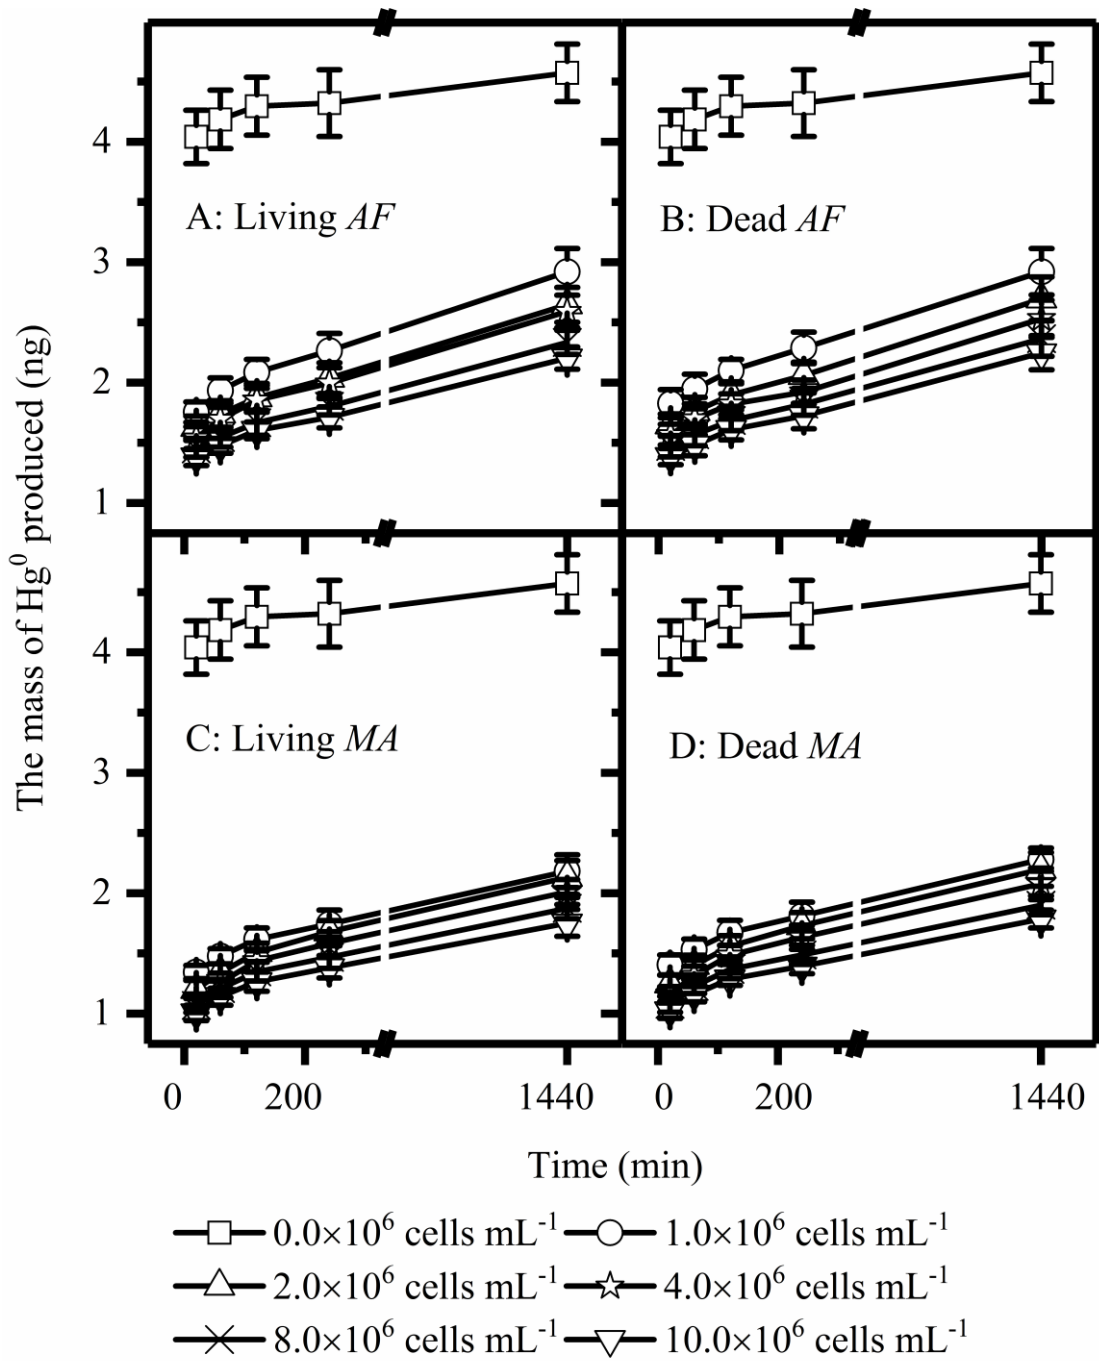 The mass of Hg⁰ produced (ng)
4
3
2
1
A: Living AF
B: Dead AF
4
3
2
1
C: Living MA
D: Dead MA
0 200 1440 0 200 1440
Time (min)
0.0×10⁶ cells mL⁻¹ 1.0×10⁶ cells mL⁻¹
2.0×10⁶ cells mL⁻¹ 4.0×10⁶ cells mL⁻¹
8.0×10⁶ cells mL⁻¹ 10.0×10⁶ cells mL⁻¹